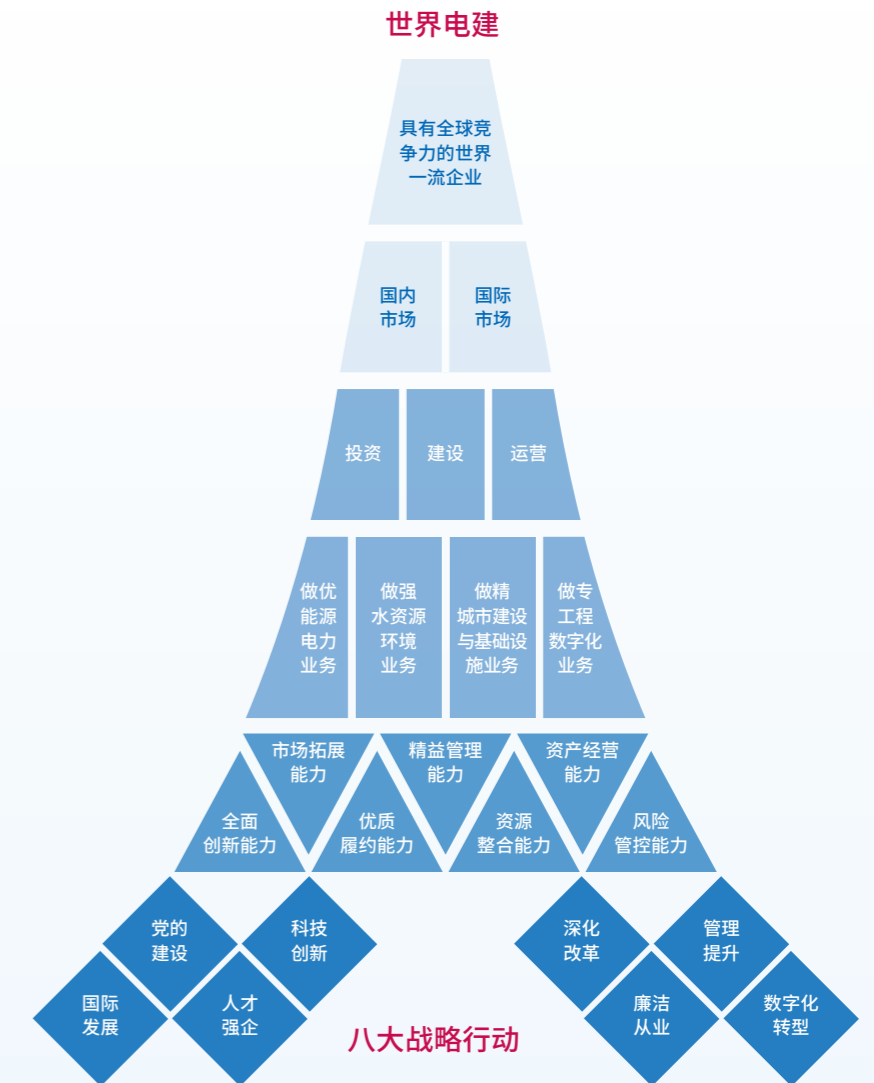 世界电建
具有全球竞
争力的世界
一流企业
国内
市场
国际
市场
投资
建设
运营
做优
能源
电力
业务
做强
水资源
环境
业务
做精
城市建设
与基础设
施业务
做专
工程
数字化
业务
市场拓展
能力
精益管理
能力
资产经营
能力
全面
创新能力
优质
履约能力
资源
整合能力
风险
管控能力
党的
建设
科技
创新
深化
改革
管理
提升
国际
发展
人才
强企
廉洁
从业
数字化
转型
八大战略行动